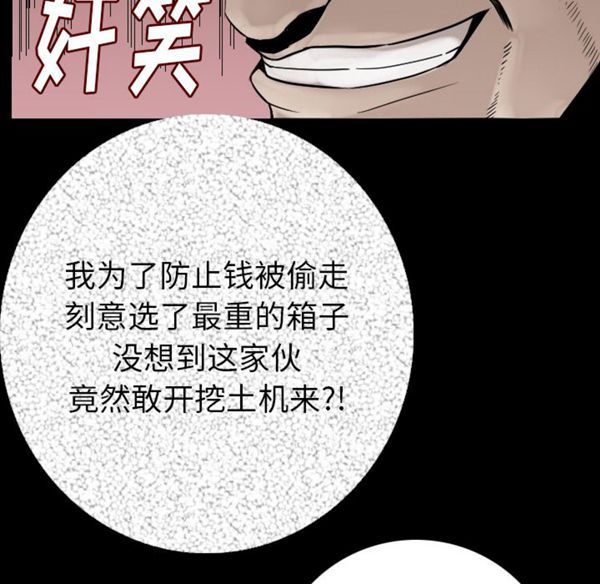 奸笑
我为了防止钱被偷走
刻意选了最重的箱子
没想到这家伙
竟然敢开挖土机来?!